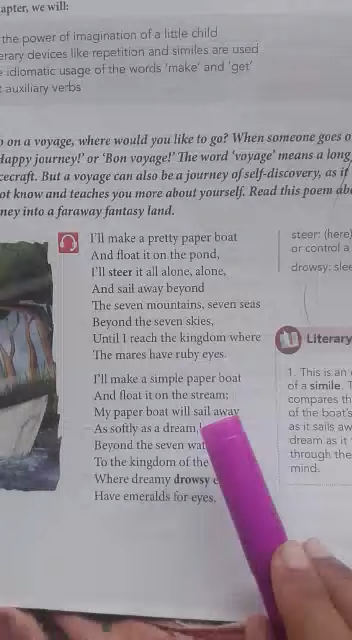 apter, we will:
the power of imagination of a little child
erary devices like repetition and similes are used
idiomatic usage of the words 'make' and 'get'
auxiliary verbs
on a voyage, where would you like to go? When someone goes o
Happy journey!' or 'Bon voyage!' The word 'voyage' means a long
cecraft. But a voyage can also be a journey of self-discovery, as it
ot know and teaches you more about yourself. Read this poem abo
ney into a faraway fantasy land.
I'll make a pretty paper boat
And float it on the pond,
I'll steer it all alone, alone,
And sail away beyond
The seven mountains, seven seas
Beyond the seven skies,
Until I reach the kingdom where
The mares have ruby eyes.
I'll make a simple paper boat
And float it on the stream;
My paper boat will sail away
As softly as a dream,
Beyond the seven wat
To the kingdom of the
Where dreamy drowsy
Have emeralds for eyes.
steer: (here)
or control a
drowsy: slee
Literary
1. This is an
of a simile. T
compares th
of the boat's
as it sails aw
dream as it
through the
mind.